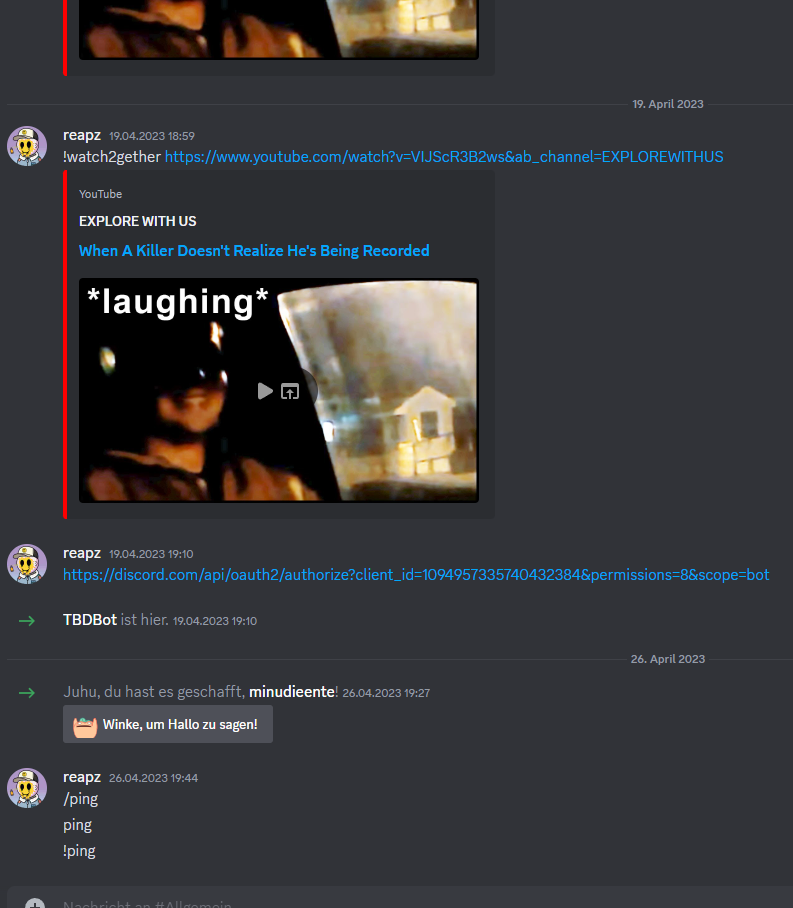 19. April 2023
reapz 19.04.2023 18:59
!watch2gether https://www.youtube.com/watch?v=VIJScR3B2ws&ab_channel=EXPLOREWITHUS
YouTube
EXPLORE WITH US
When A Killer Doesn't Realize He's Being Recorded
*laughing*
reapz 19.04.2023 19:10
https://discord.com/api/oauth2/authorize?client_id=1094957335740432384&permissions=8&scope=bot
TBDBot ist hier. 19.04.2023 19:10
26. April 2023
Juhu, du hast es geschafft, minudieente! 26.04.2023 19:27
Winke, um Hallo zu sagen!
reapz 26.04.2023 19:44
/ping
ping
!ping
Nachricht an #Allgemein